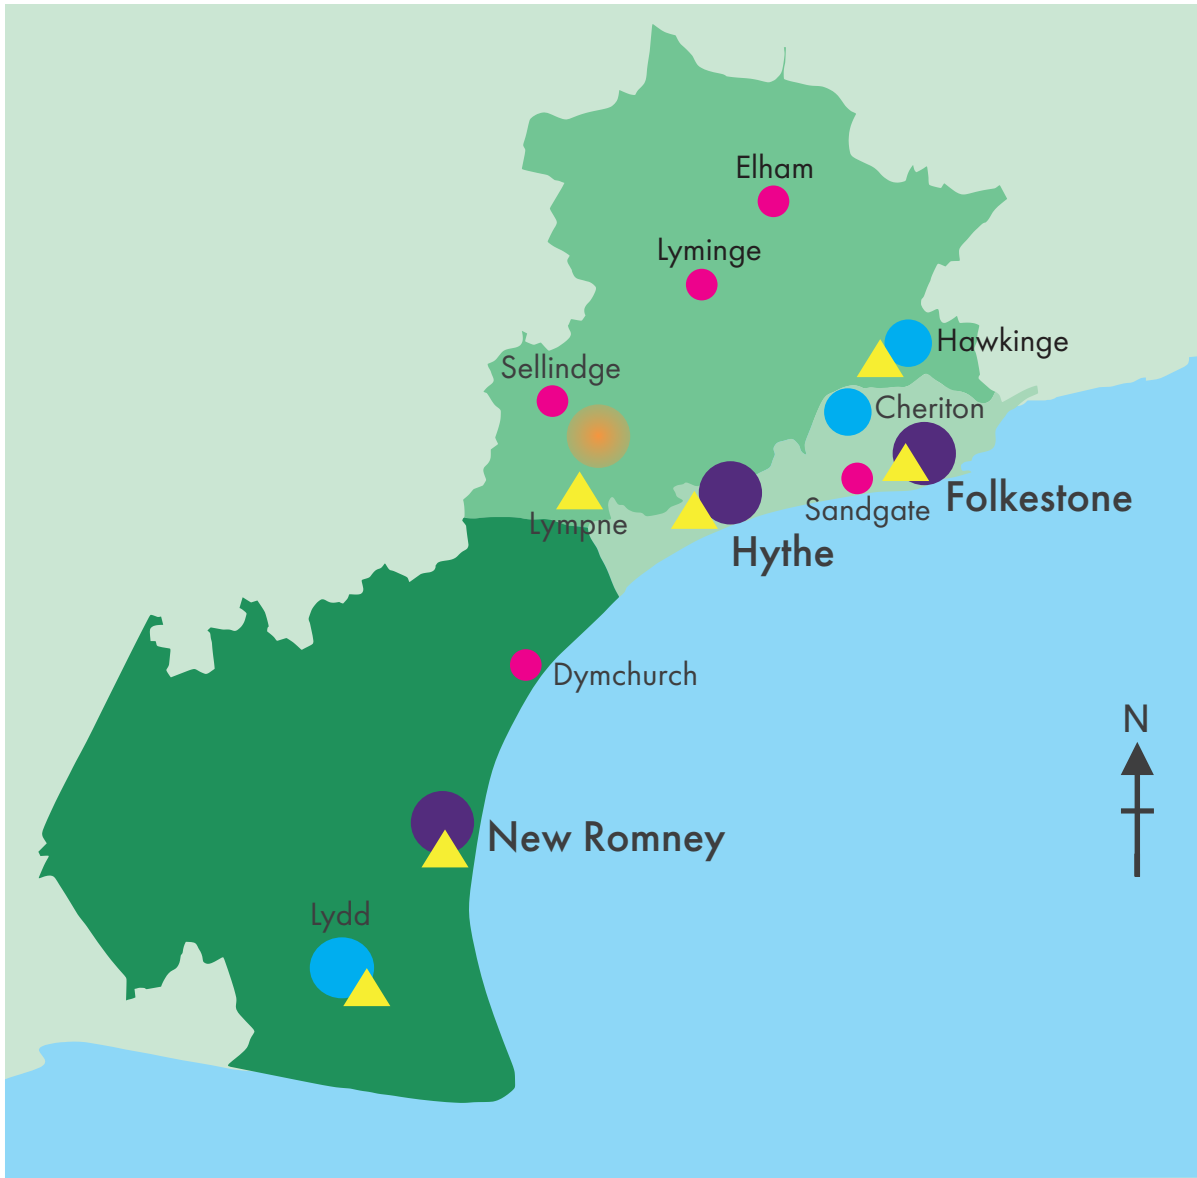 Elham
Lyminge
Hawkinge
Sellindge
Cheriton
Folkestone
Sandgate
Lympne
Hythe
Dymchurch
N
New Romney
Lydd